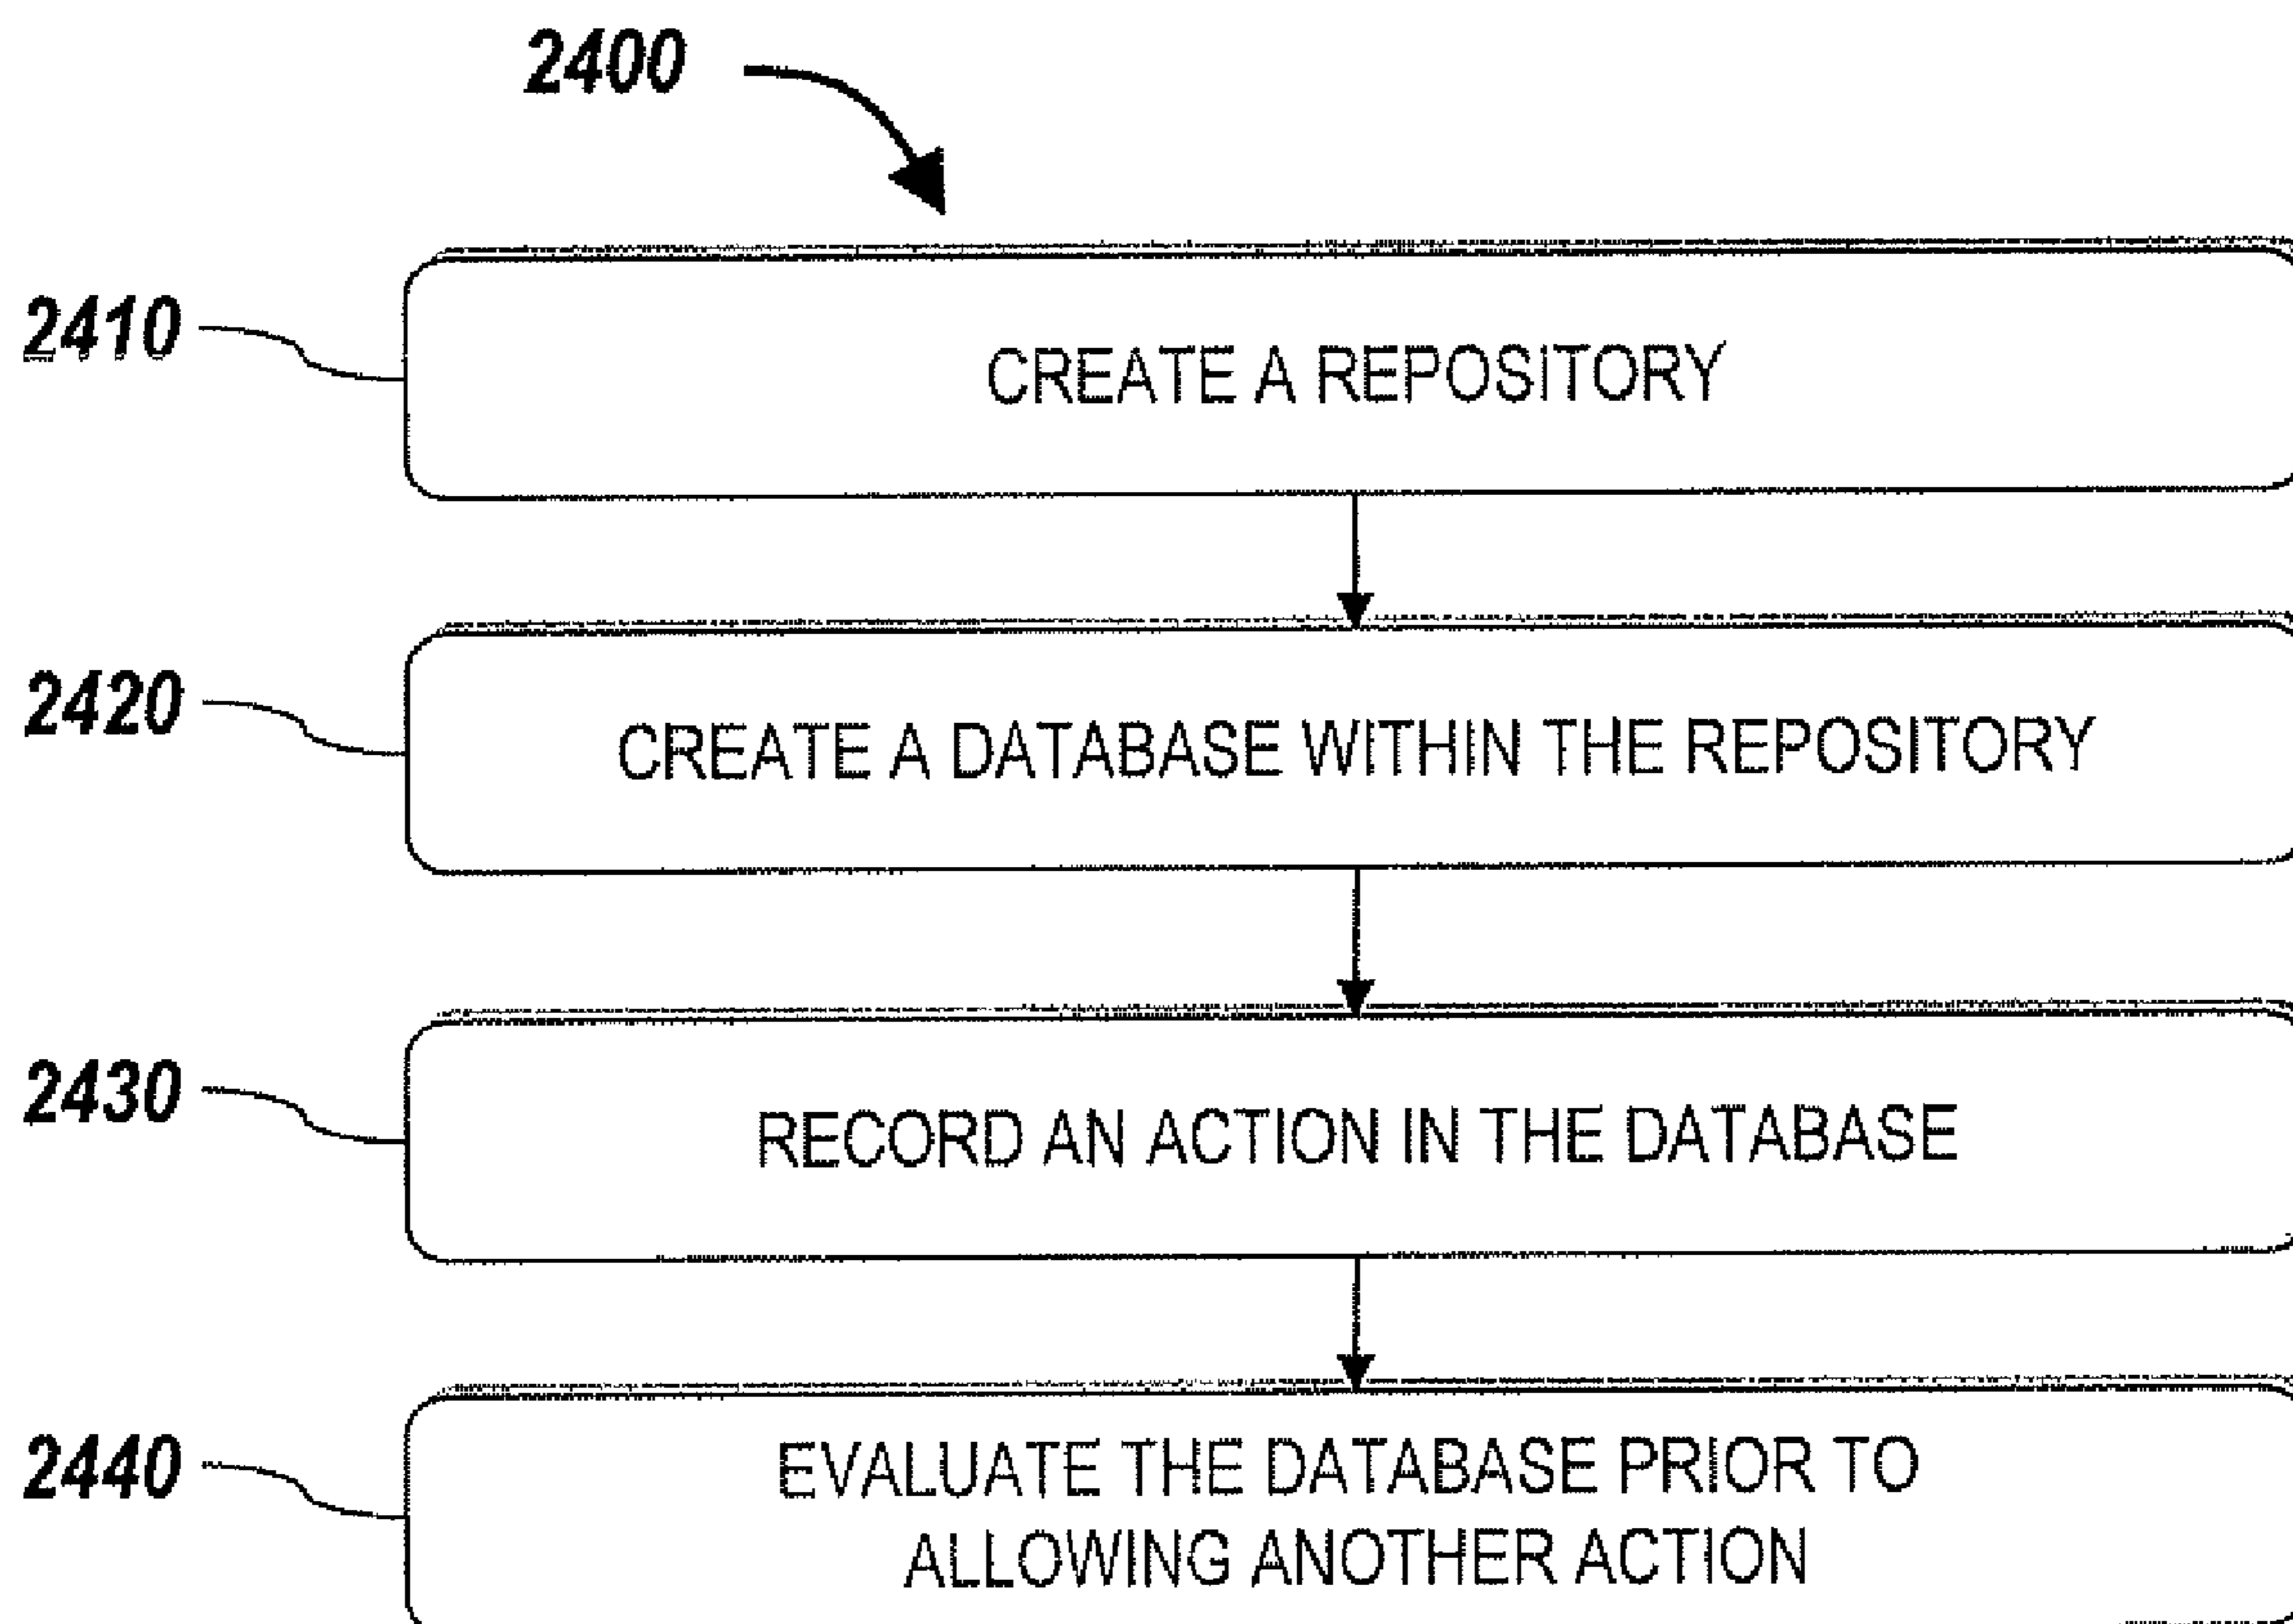 2400
2410
CREATE A REPOSITORY
2420
CREATE A DATABASE WITHIN THE REPOSITORY
2430
RECORD AN ACTION IN THE DATABASE
2440
EVALUATE THE DATABASE PRIOR TO
ALLOWING ANOTHER ACTION